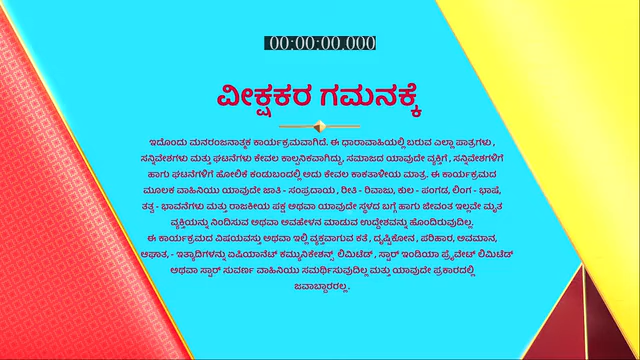 00:00:00.000
ವೀಕ್ಷಕರ ಗಮನಕ್ಕೆ
ಇದೊಂದು ಮನರಂಜನಾತ್ಮಕ ಕಾರ್ಯಕ್ರಮವಾಗಿದೆ. ಈ ಧಾರಾವಾಹಿಯಲ್ಲಿ ಬರುವ ಎಲ್ಲಾ ಪಾತ್ರಗಳು ,
ಸನ್ನಿವೇಶಗಳು ಮತ್ತು ಘಟನೆಗಳು ಕೇವಲ ಕಾಲ್ಪನಿಕವಾಗಿದ್ದು, ಸಮಾಜದ ಯಾವುದೇ ವ್ಯಕ್ತಿಗೆ , ಸನ್ನಿವೇಶಗಳಿಗೆ
ಹಾಗು ಘಟನೆಗಳಿಗೆ ಹೋಲಿಕೆ ಕಂಡುಬಂದಲ್ಲಿ ಅದು ಕೇವಲ ಕಾಕತಾಳೀಯ ಮಾತ್ರ. ಈ ಕಾರ್ಯಕ್ರಮದ
ಮೂಲಕ ವಾಹಿನಿಯು ಯಾವುದೇ ಜಾತಿ - ಸಂಪ್ರದಾಯ , ರೀತಿ - ರಿವಾಜು, ಕುಲ - ಪಂಗಡ, ಲಿಂಗ - ಭಾಷೆ,
ತತ್ವ - ಭಾವನೆಗಳು ಮತ್ತು ರಾಜಕೀಯ ಪಕ್ಷ ಅಥವಾ ಯಾವುದೇ ಸ್ಥಳದ ಬಗ್ಗೆ ಹಾಗು ಜೀವಂತ ಇಲ್ಲವೇ ಮೃತ
ವ್ಯಕ್ತಿಯನ್ನು ನಿಂದಿಸುವ ಅಥವಾ ಅವಹೇಳನ ಮಾಡುವ ಉದ್ದೇಶವನ್ನು ಹೊಂದಿರುವುದಿಲ್ಲ.
ಈ ಕಾರ್ಯಕ್ರಮದ ವಿಷಯವಸ್ತು ಅಥವಾ ಇಲ್ಲಿ ವ್ಯಕ್ತವಾಗುವ ಕತೆ , ದೃಷ್ಟಿಕೋನ , ಪರಿಹಾರ, ಅವಮಾನ,
ಆಘಾತ, - ಇತ್ಯಾದಿಗಳನ್ನು ಏಷಿಯಾನೆಟ್ ಕಮ್ಯುನಿಕೇಶನ್ಸ್ ಲಿಮಿಟೆಡ್ , ಸ್ಟಾರ್ ಇಂಡಿಯಾ ಪ್ರೈವೇಟ್ ಲಿಮಿಟೆಡ್
ಅಥವಾ ಸ್ಟಾರ್ ಸುವರ್ಣ ವಾಹಿನಿಯು ಸಮರ್ಥಿಸುವುದಿಲ್ಲ ಮತ್ತು ಯಾವುದೇ ಪ್ರಕಾರದಲ್ಲಿ
ಜವಾಬ್ದಾರರಲ್ಲ.